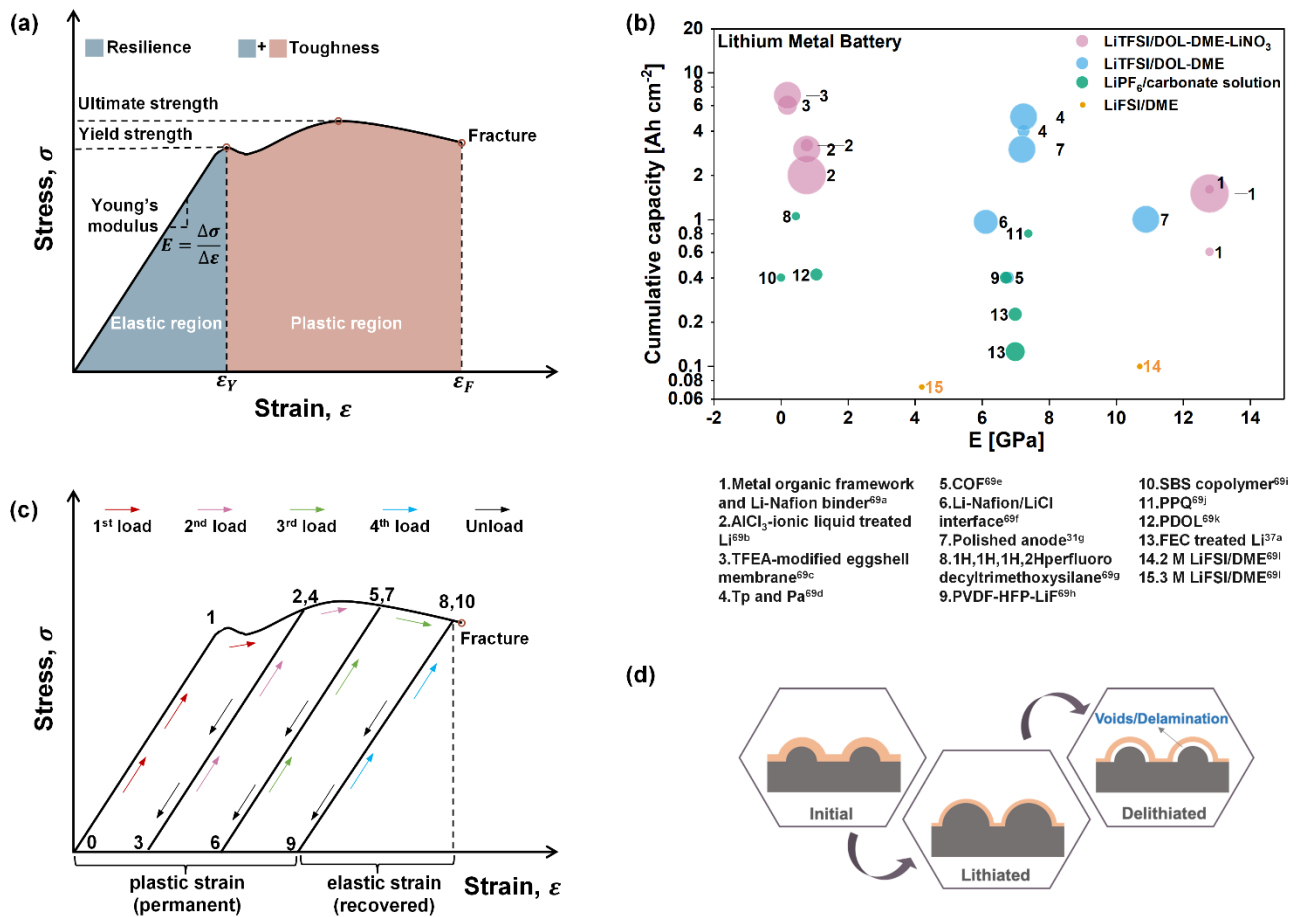 (a)
Resilience
+
Toughness
Ultimate strength
Yield strength
Fracture
Young's
modulus
E = Δσ/Δε
Elastic region
Plastic region
Stress, σ
ε_Y
ε_F
Strain, ε
(b)
Lithium Metal Battery
LiTFSI/DOL-DME-LiNO₃
LiTFSI/DOL-DME
LiPF₆/carbonate solution
LiFSI/DME
Cumulative capacity [Ah cm⁻²]
20
10
8
6
4
2
1
0.8
0.6
0.4
0.2
0.1
0.08
0.06
3
3
2
2
2
4
4
7
1
1
1
8
6
11
7
10
12
9
5
13
13
14
15
-2
0
2
4
6
8
10
12
14
E [GPa]
1.Metal organic framework
and Li-Nafion binder⁶⁹ᵃ
2.AlCl₃-ionic liquid treated
Li⁶⁹ᵇ
3.TFEA-modified eggshell
membrane⁶⁹ᶜ
4.Tp and Pa⁶⁹ᵈ
5.COF⁶⁹ᵉ
6.Li-Nafion/LiCl
interface⁶⁹ᶠ
7.Polished anode³¹ᵍ
8.1H,1H,1H,2Hperfluoro
decyltrimethoxysilane⁶⁹ᵍ
9.PVDF-HFP-LiF⁶⁹ʰ
10.SBS copolymer⁶⁹ⁱ
11.PPQ⁶⁹ʲ
12.PDOL⁶⁹ᵏ
13.FEC treated Li³⁷ᵃ
14.2 M LiFSI/DME⁶⁹ˡ
15.3 M LiFSI/DME⁶⁹ˡ
(c)
1ˢᵗ load
2ⁿᵈ load
3ʳᵈ load
4ᵗʰ load
Unload
1
2,4
5,7
8,10
Fracture
Stress, σ
0
3
6
9
plastic strain
(permanent)
elastic strain
(recovered)
Strain, ε
(d)
Voids/Delamination
Initial
Delithiated
Lithiated